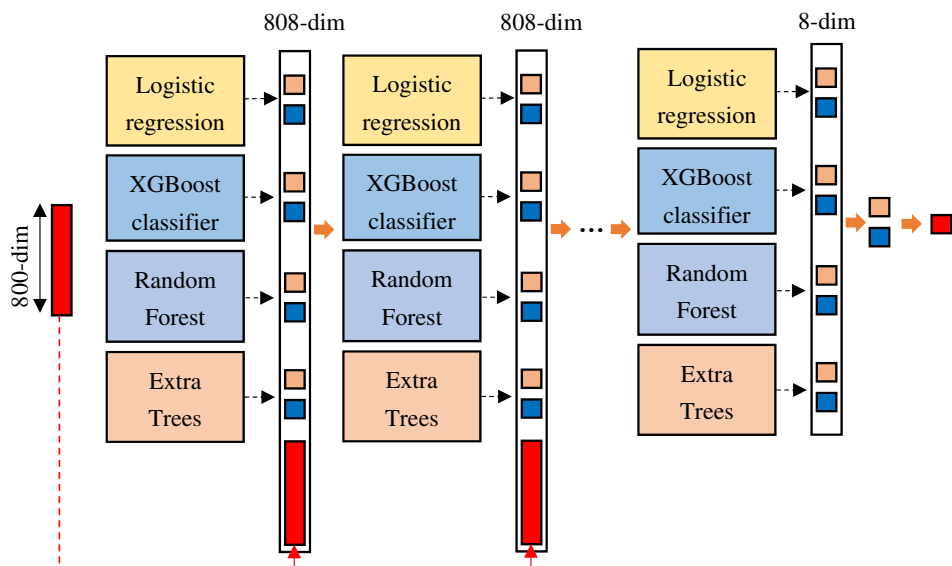 808-dim
808-dim
8-dim
800-dim
Logistic
regression
XGBoost
classifier
Random
Forest
Extra
Trees
Logistic
regression
XGBoost
classifier
Random
Forest
Extra
Trees
...
Logistic
regression
XGBoost
classifier
Random
Forest
Extra
Trees